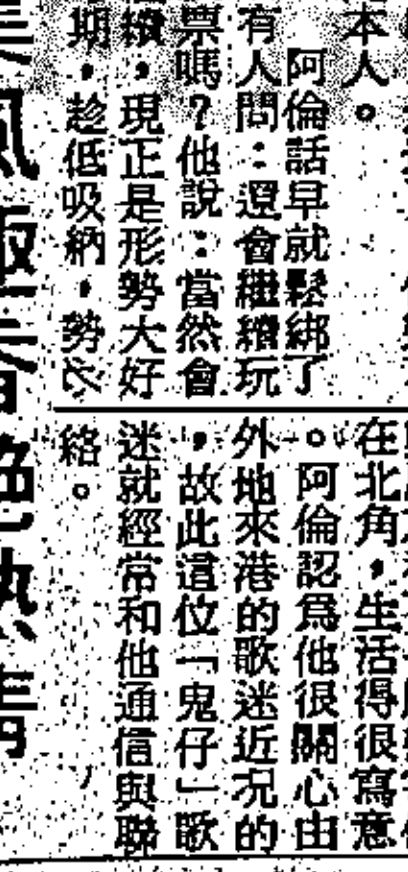 本人。
阿倫話早就鬆綁了
有人問：還會繼續玩
票嗎？他說：當然會
繼續，現正是形勢大好
期，趁低吸納，勢必
在北角，生活得很寫意
。阿倫認爲他很關心由
外地來港的歌迷近況的
，故此這位「鬼仔」歌
迷就經常和他通信與聯
絡。
熱情